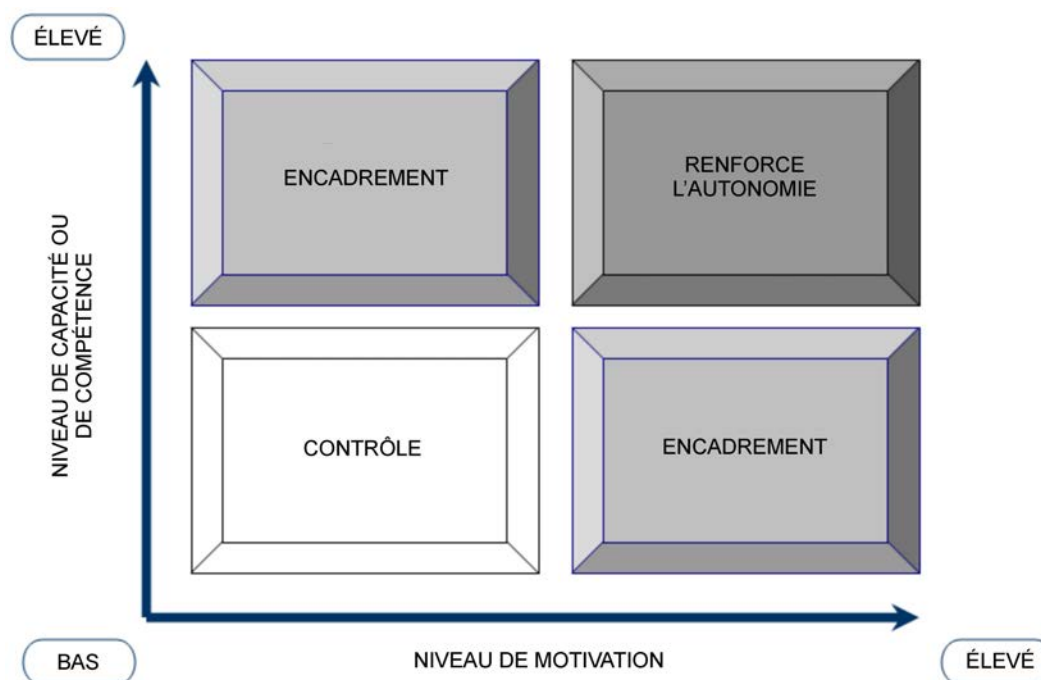 ÉLEVÉ
ENCADREMENT
RENFORCE
L'AUTONOMIE
NIVEAU DE CAPACITÉ OU
DE COMPÉTENCE
CONTRÔLE
ENCADREMENT
BAS
NIVEAU DE MOTIVATION
ÉLEVÉ